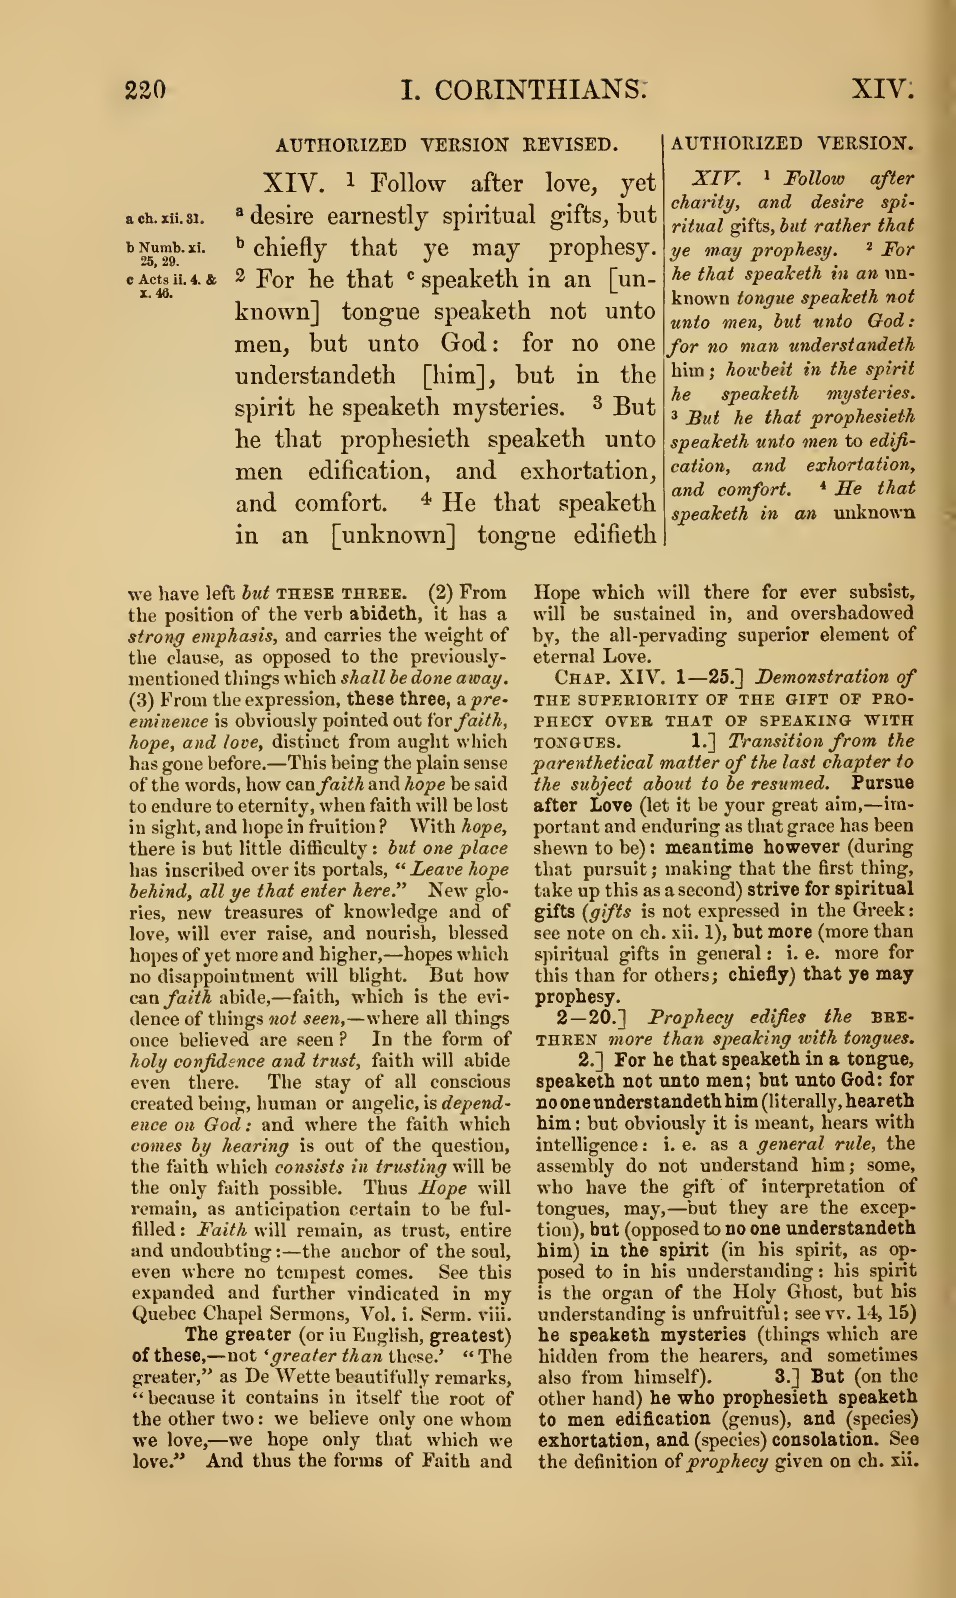 220
I. CORINTHIANS.
XIV.
AUTHORIZED VERSION REVISED.
a ch. xii. 31.
b Numb. xi.
25, 29.
c Acts ii. 4. &
x. 46.
XIV. 1 Follow after love, yet
a desire earnestly spiritual gifts, but
b chiefly that ye may prophesy.
2 For he that c speaketh in an [un-
known] tongue speaketh not unto
men, but unto God: for no one
understandeth [him], but in the
spirit he speaketh mysteries. 3 But
he that prophesieth speaketh unto
men edification, and exhortation,
and comfort. 4 He that speaketh
in an [unknown] tongue edifieth
AUTHORIZED VERSION.
XIV. 1 Follow after
charity, and desire spi-
ritual gifts, but rather that
ye may prophesy. 2 For
he that speaketh in an un-
known tongue speaketh not
unto men, but unto God:
for no man understandeth
him; howbeit in the spirit
he speaketh mysteries.
3 But he that prophesieth
speaketh unto men to edifi-
cation, and exhortation,
and comfort. 4 He that
speaketh in an unknown
we have left but THESE THREE. (2) From
the position of the verb abideth, it has a
strong emphasis, and carries the weight of
the clause, as opposed to the previously-
mentioned things which shall be done away.
(3) From the expression, these three, a pre-
eminence is obviously pointed out for faith,
hope, and love, distinct from aught which
has gone before.—This being the plain sense
of the words, how can faith and hope be said
to endure to eternity, when faith will be lost
in sight, and hope in fruition? With hope,
there is but little difficulty: but one place
has inscribed over its portals, "Leave hope
behind, all ye that enter here." New glo-
ries, new treasures of knowledge and of
love, will ever raise, and nourish, blessed
hopes of yet more and higher,—hopes which
no disappointment will blight. But how
can faith abide,—faith, which is the evi-
dence of things not seen,—where all things
once believed are seen? In the form of
holy confidence and trust, faith will abide
even there. The stay of all conscious
created being, human or angelic, is depend-
ence on God: and where the faith which
comes by hearing is out of the question,
the faith which consists in trusting will be
the only faith possible. Thus Hope will
remain, as anticipation certain to be ful-
filled: Faith will remain, as trust, entire
and undoubting:—the anchor of the soul,
even where no tempest comes. See this
expanded and further vindicated in my
Quebec Chapel Sermons, Vol. i. Serm. viii.
The greater (or in English, greatest)
of these,—not 'greater than these.' "The
greater," as De Wette beautifully remarks,
"because it contains in itself the root of
the other two: we believe only one whom
we love,—we hope only that which we
love." And thus the forms of Faith and
Hope which will there for ever subsist,
will be sustained in, and overshadowed
by, the all-pervading superior element of
eternal Love.
CHAP. XIV. 1—25.] Demonstration of
THE SUPERIORITY OF THE GIFT OF PRO-
PHECY OVER THAT OF SPEAKING WITH
TONGUES. 1.] Transition from the
parenthetical matter of the last chapter to
the subject about to be resumed. Pursue
after Love (let it be your great aim,—im-
portant and enduring as that grace has been
shewn to be): meantime however (during
that pursuit; making that the first thing,
take up this as a second) strive for spiritual
gifts (gifts is not expressed in the Greek:
see note on ch. xii. 1), but more (more than
spiritual gifts in general: i. e. more for
this than for others; chiefly) that ye may
prophesy.
2—20.] Prophecy edifies the BRE-
THREN more than speaking with tongues.
2.] For he that speaketh in a tongue,
speaketh not unto men; but unto God: for
no one understandeth him (literally, heareth
him: but obviously it is meant, hears with
intelligence: i. e. as a general rule, the
assembly do not understand him; some,
who have the gift of interpretation of
tongues, may,—but they are the excep-
tion), but (opposed to no one understandeth
him) in the spirit (in his spirit, as op-
posed to in his understanding: his spirit
is the organ of the Holy Ghost, but his
understanding is unfruitful: see vv. 14, 15)
he speaketh mysteries (things which are
hidden from the hearers, and sometimes
also from himself). 3.] But (on the
other hand) he who prophesieth speaketh
to men edification (genus), and (species)
exhortation, and (species) consolation. See
the definition of prophecy given on ch. xii.